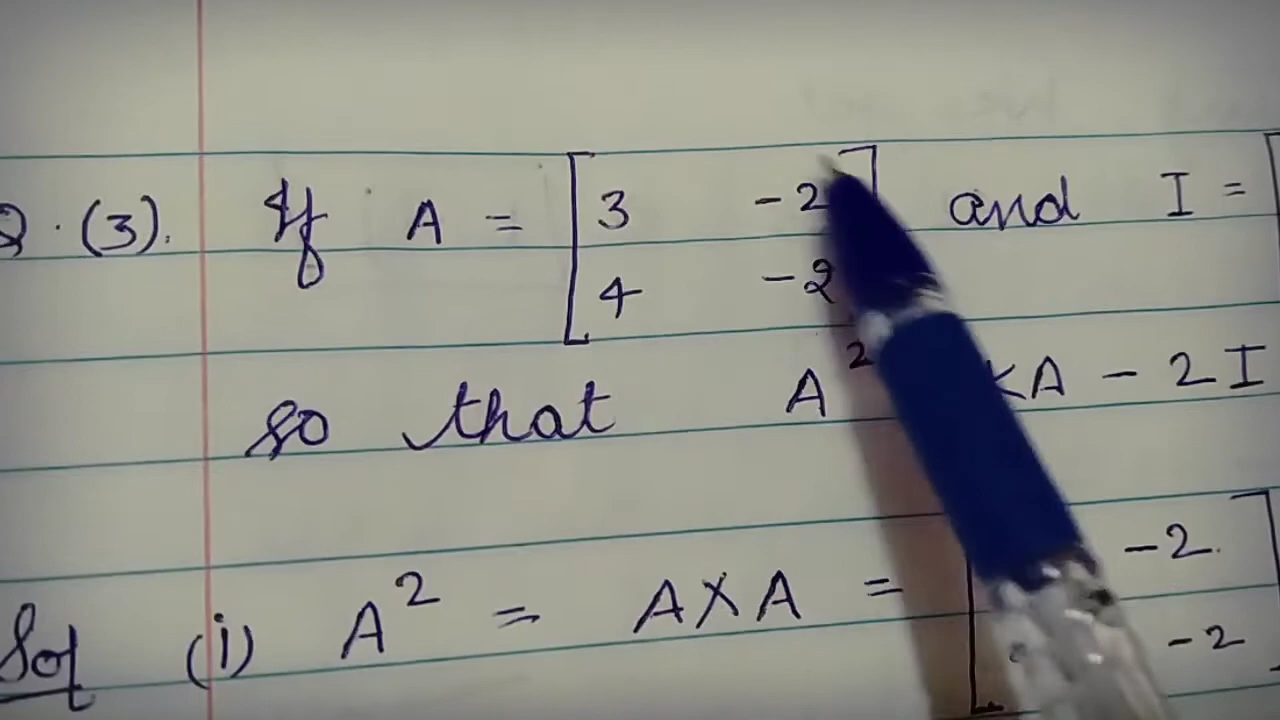 Q.(3). If A = [ 3 -2 ] and I = [
4 -2
so that A² KA - 2I
Sol (i) A² = A X A = [ -2. ]
-2